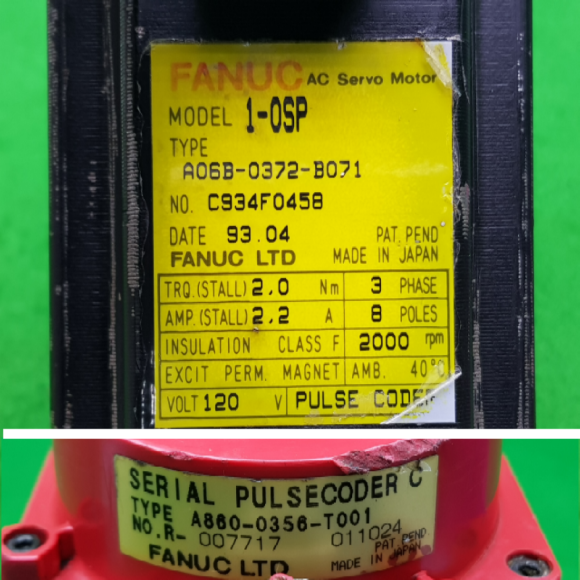 FANUC AC Servo Motor
MODEL 1-0SP
TYPE
A06B-0372-B071
NO. C934F0458
DATE 93.04 PAT. PEND
FANUC LTD MADE IN JAPAN
TRQ.(STALL) 2.0 Nm 3 PHASE
AMP.(STALL) 2.2 A 8 POLES
INSULATION CLASS F 2000 rpm
EXCIT PERM. MAGNET AMB. 40°C
VOLT 120 V PULSE CODER
SERIAL PULSECODER C
TYPE A860-0356-T001
NO.R- 007717 011024
PAT. PEND
FANUC LTD MADE IN JAPAN